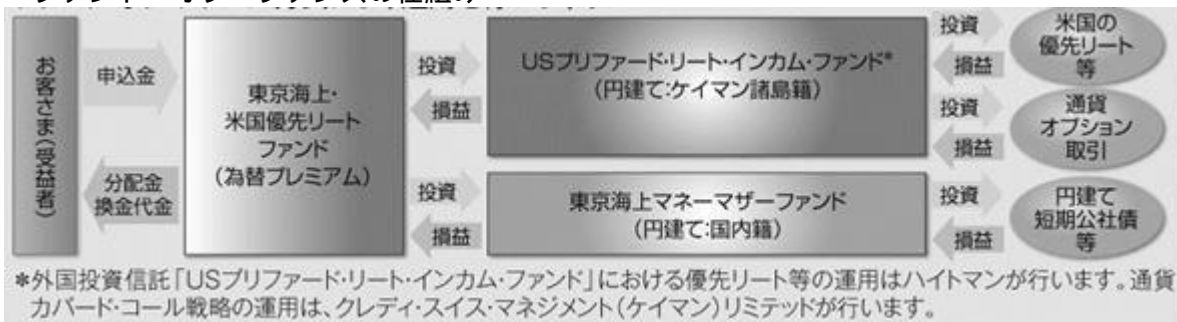 お客さま(受益者)
申込金
分配金
換金代金
東京海上・
米国優先リート
ファンド
(為替プレミアム)
投資
損益
投資
損益
USプリファード・リート・インカム・ファンド*
(円建て:ケイマン諸島籍)
東京海上マネーマザーファンド
(円建て:国内籍)
投資
損益
投資
損益
投資
損益
米国の
優先リート
等
通貨
オプション
取引
円建て
短期公社債
等
*外国投資信託「USプリファード・リート・インカム・ファンド」における優先リート等の運用はハイトマンが行います。通貨
カバード・コール戦略の運用は、クレディ・スイス・マネジメント(ケイマン)リミテッドが行います。